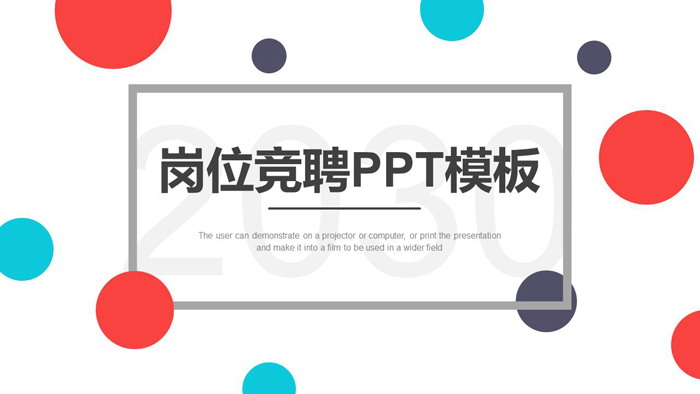 2030
岗位竞聘PPT模板
The user can demonstrate on a projector or computer, or print the presentation
and make it into a film to be used in a wider field